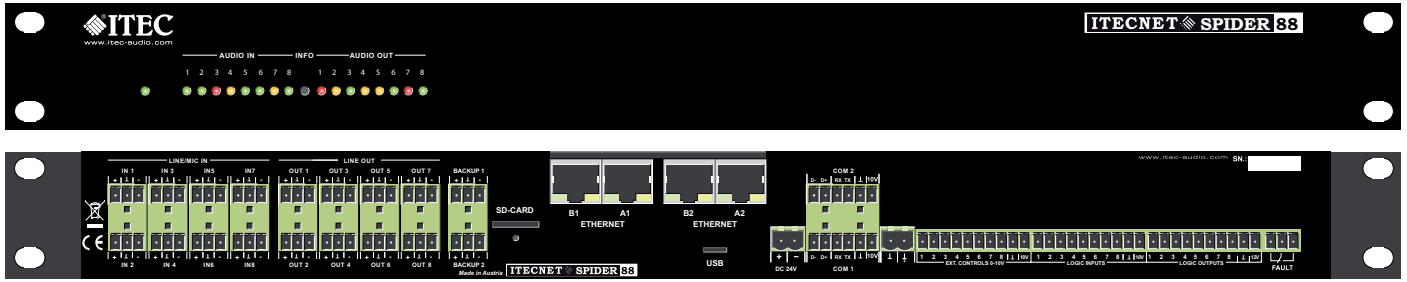 ITEC
www.itec-audio.com
ITECNET SPIDER 88
AUDIO IN INFO AUDIO OUT
1 2 3 4 5 6 7 8 1 2 3 4 5 6 7 8
www.itec-audio.com SN.:
LINE/MIC IN LINE OUT
IN 1 IN 3 IN5 IN7 OUT 1 OUT 3 OUT 5 OUT 7 BACKUP 1
+ ⊥ - + ⊥ - + ⊥ - + ⊥ - + ⊥ - + ⊥ - + ⊥ - + ⊥ - + ⊥ -
COM 2
D- D+ RX TX ⊥ 10V
SD-CARD
B1 A1 B2 A2
ETHERNET ETHERNET
CE
USB
+ ⊥ - + ⊥ - + ⊥ - + ⊥ - + ⊥ - + ⊥ - + ⊥ - + ⊥ - + ⊥ -
IN 2 IN 4 IN6 IN8 OUT 2 OUT 4 OUT 6 OUT 8 BACKUP 2
Made in Austria ITECNET SPIDER 88
+ −
DC 24V
D- D+ RX TX ⊥ 10V
COM 1
1 2 3 4 5 6 7 8 ⊥ ⊥ 10V 1 2 3 4 5 6 7 8 ⊥ 10V 1 2 3 4 5 6 7 8 ⊥ 12V
EXT. CONTROLS 0-10V LOGIC INPUTS LOGIC OUTPUTS
FAULT